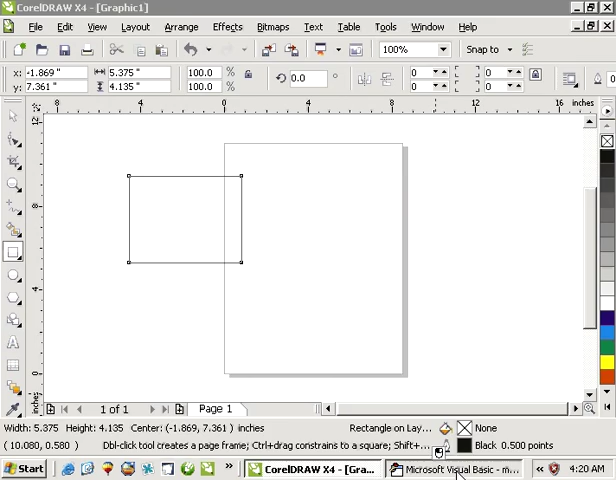 CorelDRAW X4 - [Graphic1]
File Edit View Layout Arrange Effects Bitmaps Text Table Tools Window Help
100% Snap to
x: -1.869 " 5.375 " 100.0 % 0.0 ° 0 0
y: 7.361 " 4.135 " 100.0 % 0 0
8 4 0 4 8 12 16 inches
12
8
4
0
inches
1 of 1 Page 1
Width: 5.375 Height: 4.135 Center: (-1.869, 7.361 ) inches Rectangle on Lay... None
( 10.080, 0.580 ) Dbl-click tool creates a page frame; Ctrl+drag constrains to a square; Shift+... Black 0.500 points
Start » CorelDRAW X4 - [Gra... Microsoft Visual Basic - m... « 4:20 AM